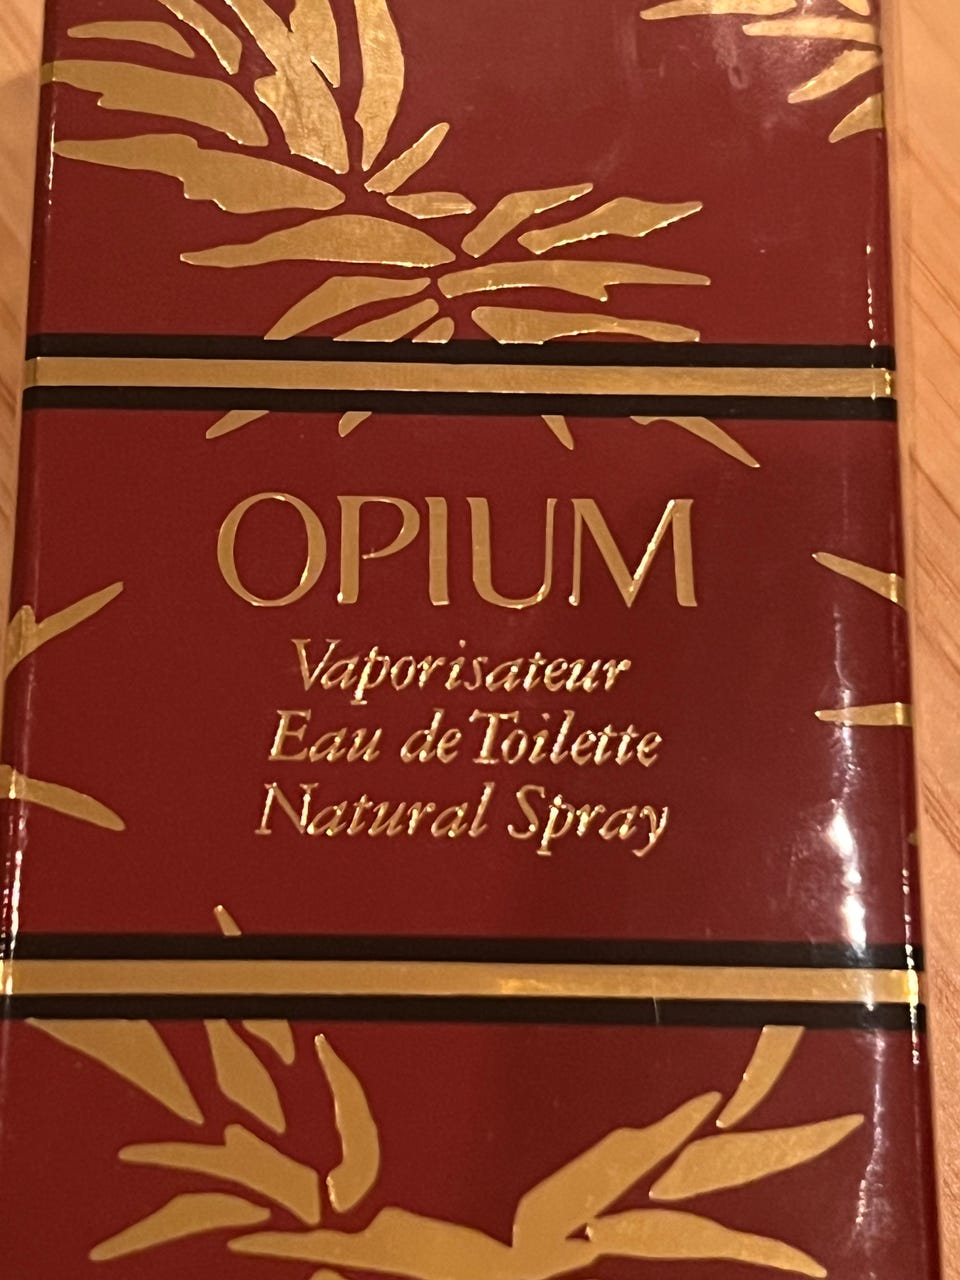 OPIUM
Vaporisateur
Eau de Toilette
Natural Spray